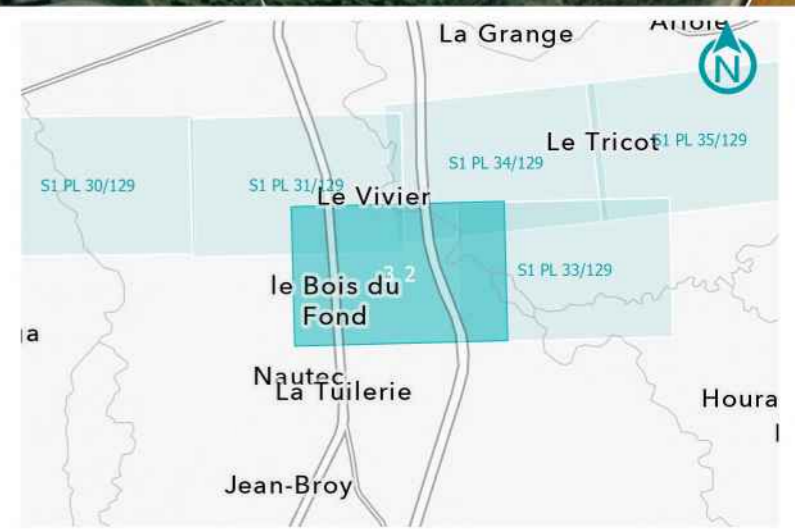 La Grange
N
Le Tricot
S1 PL 35/129
S1 PL 34/129
S1 PL 30/129
S1 PL 31/129
Le Vivier
S1 PL 33/129
3 2
le Bois du
Fond
Nautec
La Tuilerie
Houra
Jean-Broy